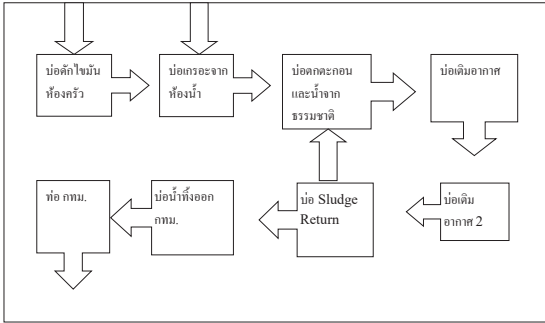 บ่อดักไขมัน
ห้องครัว
บ่อเกรอะจาก
ห้องน้ำ
บ่อตกตะกอน
และน้ำจาก
ธรรมชาติ
บ่อเติมอากาศ
ท่อ กทม.
บ่อน้ำทิ้งออก
กทม.
บ่อ Sludge
Return
บ่อเติม
อากาศ 2